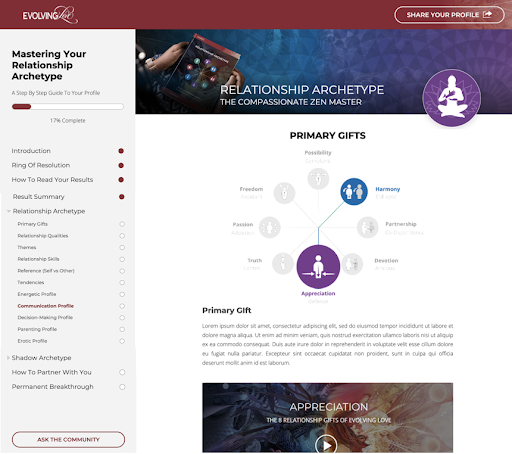 EVOLVING Love
SHARE YOUR PROFILE
Mastering Your
Relationship
Archetype
A Step By Step Guide To Your Profile
17% Complete
Introduction
Ring Of Resolution
How To Read Your Results
Result Summary
Relationship Archetype
Primary Gifts
Relationship Qualities
Themes
Relationship Skills
Reference (Self vs Other)
Tendencies
Energetic Profile
Communication Profile
Decision-Making Profile
Parenting Profile
Erotic Profile
Shadow Archetype
How To Partner With You
Permanent Breakthrough
ASK THE COMMUNITY
RELATIONSHIP ARCHETYPE
THE COMPASSIONATE ZEN MASTER
PRIMARY GIFTS
Possibility
Freedom
Harmony
Passion
Partnership
Truth
Devotion
Appreciation
Primary Gift
Lorem ipsum dolor sit amet, consectetur adipiscing elit, sed do eiusmod tempor incididunt ut labore et
dolore magna aliqua. Ut enim ad minim veniam, quis nostrud exercitation ullamco laboris nisi ut aliquip
ex ea commodo consequat. Duis aute irure dolor in reprehenderit in voluptate velit esse cillum dolore
eu fugiat nulla pariatur. Excepteur sint occaecat cupidatat non proident, sunt in culpa qui officia
deserunt mollit anim id est laborum.
APPRECIATION
THE 8 RELATIONSHIP GIFTS OF EVOLVING LOVE